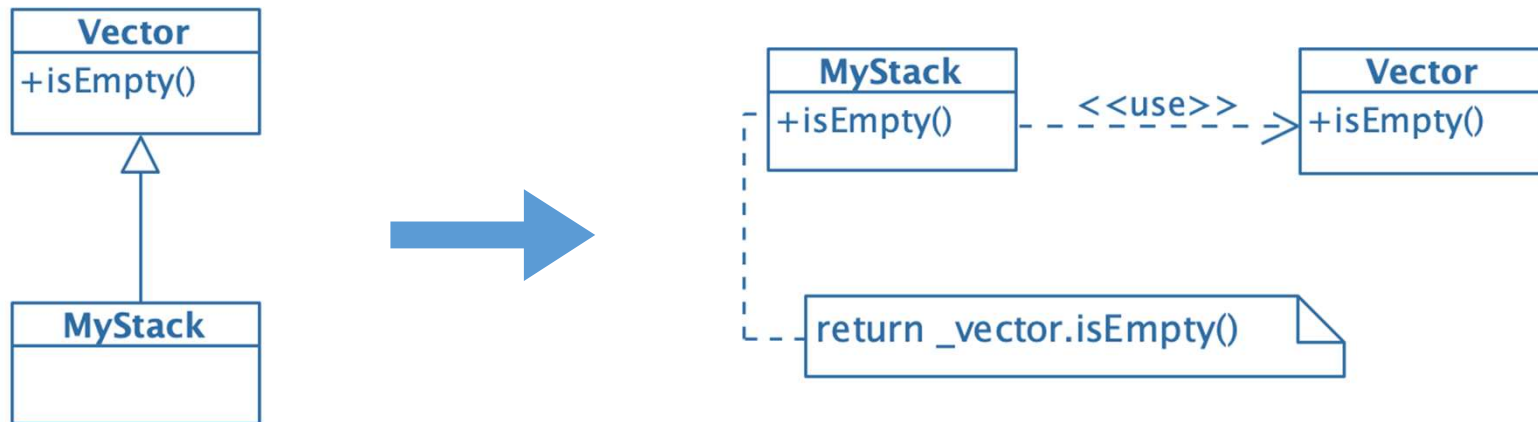 Vector
+isEmpty()
MyStack
MyStack
+isEmpty()
<<use>>
Vector
+isEmpty()
return _vector.isEmpty()